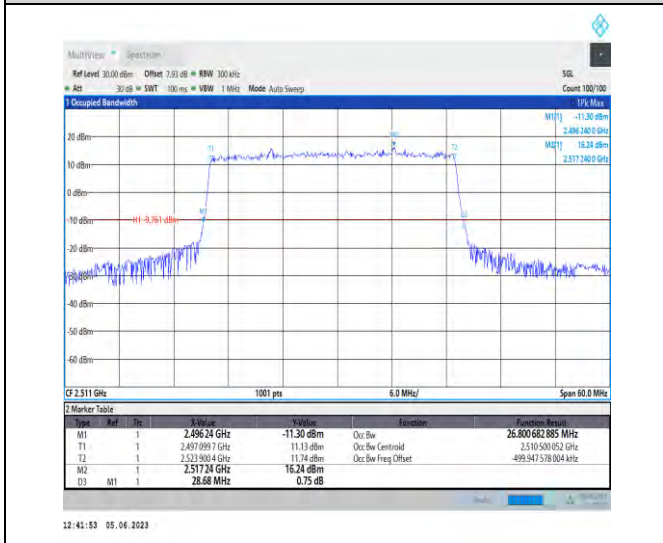 MultiView Spectrum
Ref Level 30.00 dBm Offset 7.93 dB RBW 300 kHz SGL
Att 30 dB SWT 100 ms VBW 1 MHz Mode Auto Sweep Count 100/100
1 Occupied Bandwidth 1Pk Max
M1[1] -11.30 dBm
2.496 240 0 GHz
M2[1] 16.24 dBm
2.517 240 0 GHz
20 dBm
T1
M2
T2
10 dBm
0 dBm
M1
-10 dBm
H1 -9.761 dBm
-20 dBm
-40 dBm
-50 dBm
-60 dBm
CF 2.511 GHz 1001 pts 6.0 MHz/ Span 60.0 MHz
2 Marker Table
Type Ref Trc X-Value Y-Value Function Function Result
M1 1 2.496 24 GHz -11.30 dBm Occ Bw 26.800 682 885 MHz
T1 1 2.497 099 7 GHz 11.13 dBm Occ Bw Centroid 2.510 500 052 GHz
T2 1 2.523 900 4 GHz 11.74 dBm Occ Bw Freq Offset -499.947 578 004 kHz
M2 1 2.517 24 GHz 16.24 dBm
D3 M1 1 28.68 MHz 0.75 dB
12:41:53 05.06.2023